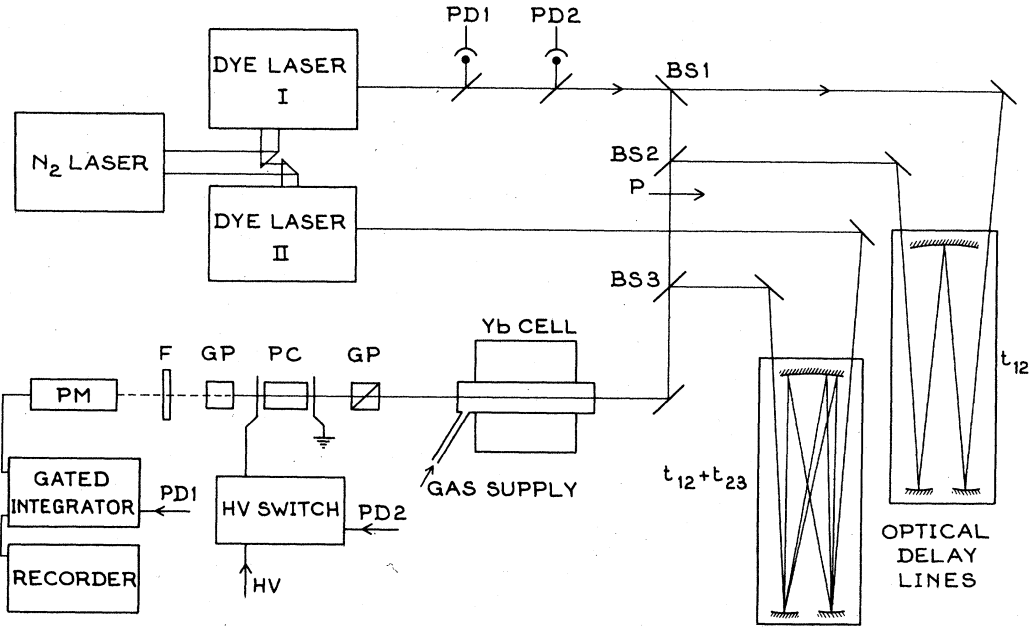 PD1
PD2
DYE LASER
I
BS1
N2 LASER
BS2
P
DYE LASER
II
BS3
Yb CELL
F
GP
PC
GP
t12
PM
GAS SUPPLY
t12+t23
GATED
INTEGRATOR
PD1
HV SWITCH
PD2
OPTICAL
DELAY
LINES
RECORDER
HV